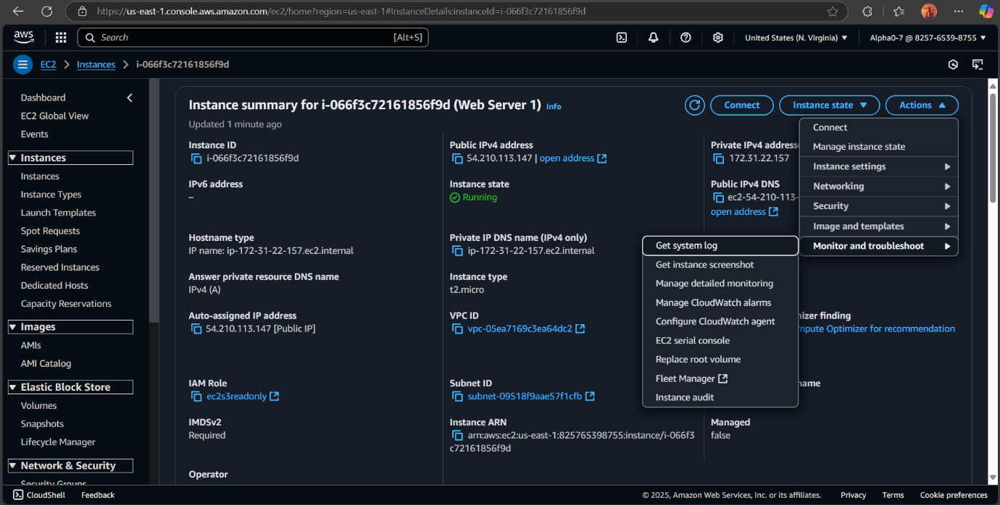 https://us-east-1.console.aws.amazon.com/ec2/home?region=us-east-1#InstanceDetails:instanceId=i-066f3c72161856f9d
aws
Search
[Alt+S]
United States (N. Virginia)
Alpha0-7 @ 8257-6539-8755
EC2
Instances
i-066f3c72161856f9d
Dashboard
EC2 Global View
Events
Instances
Instances
Instance Types
Launch Templates
Spot Requests
Savings Plans
Reserved Instances
Dedicated Hosts
Capacity Reservations
Images
AMIs
AMI Catalog
Elastic Block Store
Volumes
Snapshots
Lifecycle Manager
Network & Security
Security Groups
Instance summary for i-066f3c72161856f9d (Web Server 1) Info
Updated 1 minute ago
Connect
Instance state
Actions
Instance ID
i-066f3c72161856f9d
Public IPv4 address
54.210.113.147 | open address
Private IPv4 addresse
172.31.22.157
IPv6 address
–
Instance state
Running
Public IPv4 DNS
ec2-54-210-113-
open address
Hostname type
IP name: ip-172-31-22-157.ec2.internal
Private IP DNS name (IPv4 only)
ip-172-31-22-157.ec2.internal
Answer private resource DNS name
IPv4 (A)
Instance type
t2.micro
Auto-assigned IP address
54.210.113.147 [Public IP]
VPC ID
vpc-05ea7169c3ea64dc2
finding
Optimizer for recommendation
IAM Role
ec2s3readonly
Subnet ID
subnet-09518f9aae57f1cfb
name
IMDSv2
Required
Instance ARN
arn:aws:ec2:us-east-1:825765398755:instance/i-066f3
c72161856f9d
Managed
false
Operator
Connect
Manage instance state
Instance settings
Networking
Security
Image and templates
Monitor and troubleshoot
Get system log
Get instance screenshot
Manage detailed monitoring
Manage CloudWatch alarms
Configure CloudWatch agent
EC2 serial console
Replace root volume
Fleet Manager
Instance audit
CloudShell
Feedback
© 2025, Amazon Web Services, Inc. or its affiliates.
Privacy
Terms
Cookie preferences